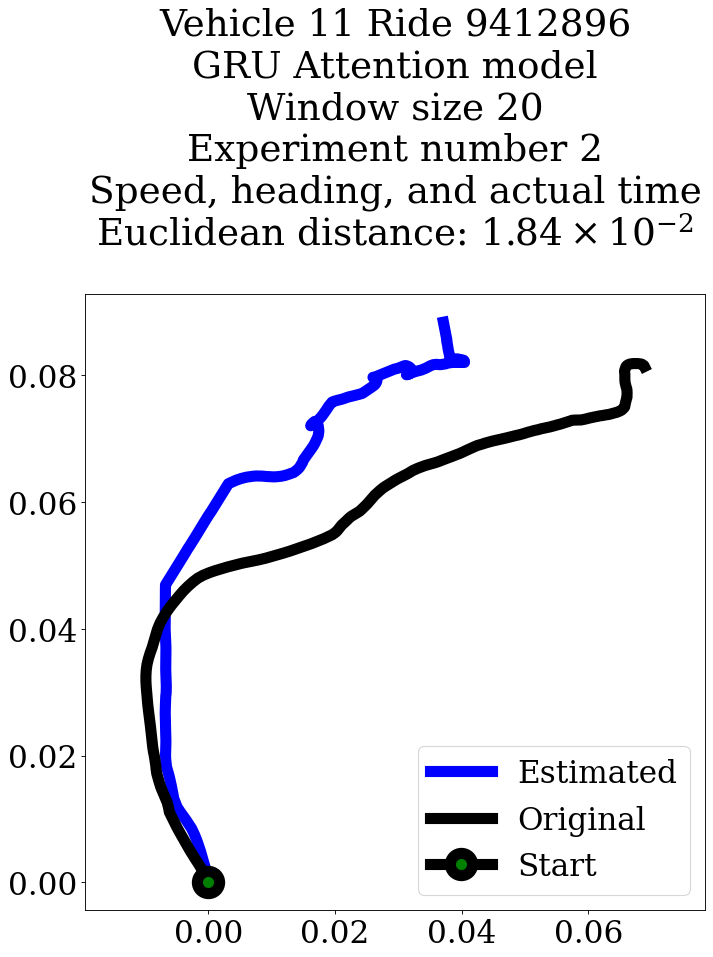 Vehicle 11 Ride 9412896
GRU Attention model
Window size 20
Experiment number 2
Speed, heading, and actual time
Euclidean distance: 1.84 × 10⁻²
0.08
0.06
0.04
0.02
0.00
Estimated
Original
Start
0.00 0.02 0.04 0.06